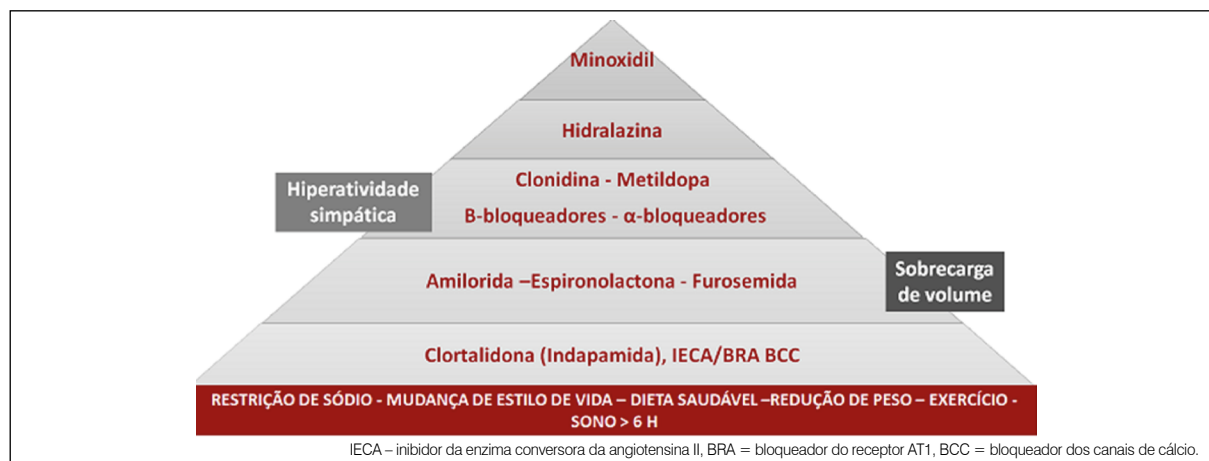 Minoxidil
Hidralazina
Hiperatividade
simpática
Clonidina - Metildopa
B-bloqueadores - α-bloqueadores
Amilorida –Espironolactona - Furosemida
Sobrecarga
de volume
Clortalidona (Indapamida), IECA/BRA BCC
RESTRIÇÃO DE SÓDIO - MUDANÇA DE ESTILO DE VIDA – DIETA SAUDÁVEL –REDUÇÃO DE PESO – EXERCÍCIO -
SONO > 6 H
IECA – inibidor da enzima conversora da angiotensina II, BRA = bloqueador do receptor AT1, BCC = bloqueador dos canais de cálcio.